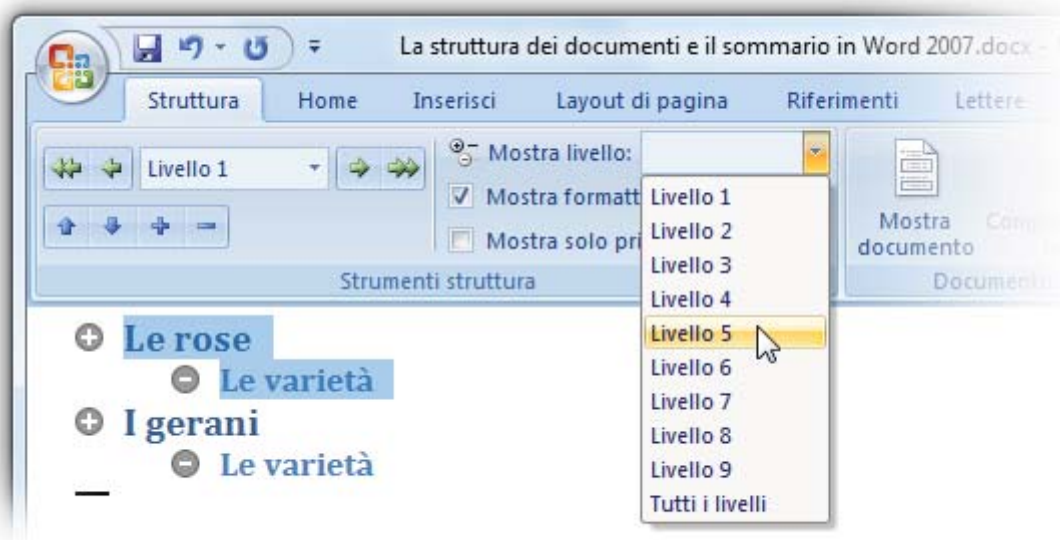 La struttura dei documenti e il sommario in Word 2007.docx -
Struttura Home Inserisci Layout di pagina Riferimenti Lettere
Livello 1
Mostra livello:
Mostra formatt
Mostra solo pri
Mostra
documento
Strumenti struttura
Documento
Livello 1
Livello 2
Livello 3
Livello 4
Livello 5
Livello 6
Livello 7
Livello 8
Livello 9
Tutti i livelli
Le rose
Le varietà
I gerani
Le varietà